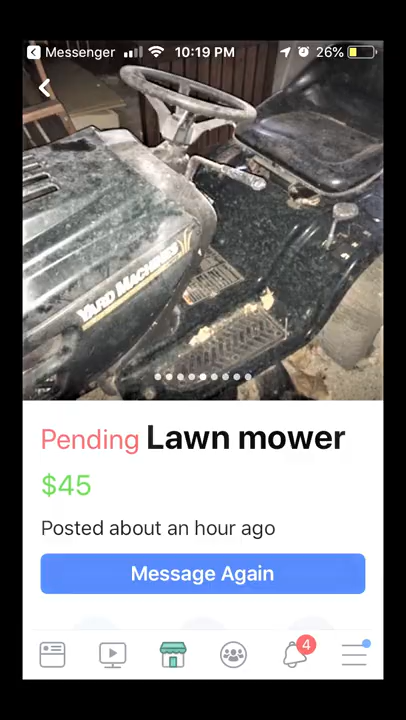 Messenger 10:19 PM 26%
YARD MACHINES
Pending Lawn mower
$45
Posted about an hour ago
Message Again
4